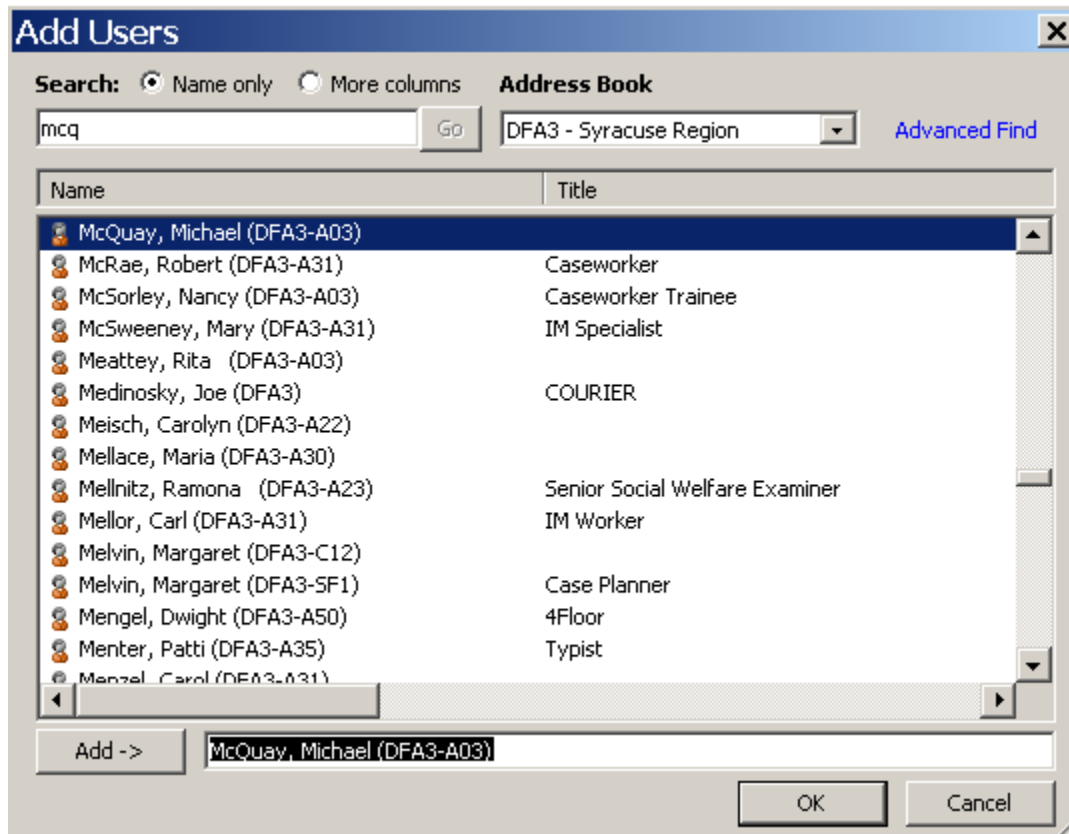 Add Users
Search: Name only More columns Address Book
mcq Go DFA3 - Syracuse Region Advanced Find
Name Title
McQuay, Michael (DFA3-A03)
McRae, Robert (DFA3-A31) Caseworker
McSorley, Nancy (DFA3-A03) Caseworker Trainee
McSweeney, Mary (DFA3-A31) IM Specialist
Meattey, Rita (DFA3-A03)
Medinosky, Joe (DFA3) COURIER
Meisch, Carolyn (DFA3-A22)
Mellace, Maria (DFA3-A30)
Mellnitz, Ramona (DFA3-A23) Senior Social Welfare Examiner
Mellor, Carl (DFA3-A31) IM Worker
Melvin, Margaret (DFA3-C12)
Melvin, Margaret (DFA3-SF1) Case Planner
Mengel, Dwight (DFA3-A50) 4Floor
Menter, Patti (DFA3-A35) Typist
Menzel, Carol (DFA3-A31)
Add -> McQuay, Michael (DFA3-A03)
OK Cancel